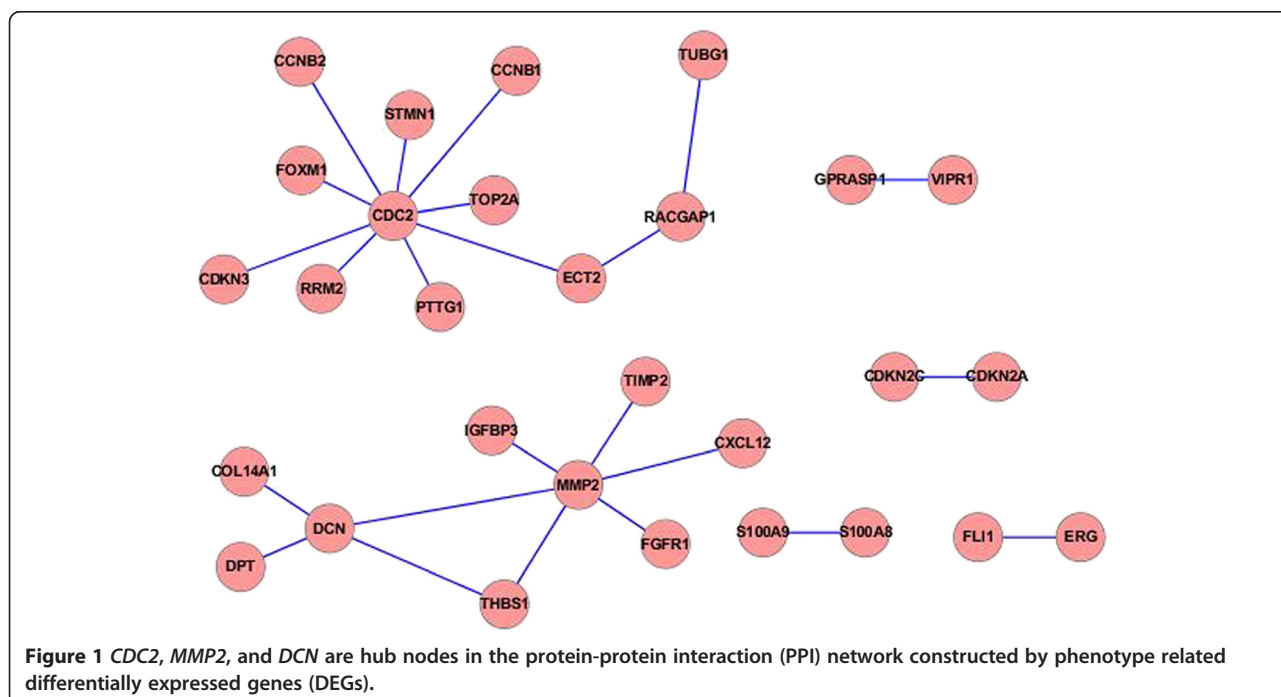 CCNB2
CCNB1
TUBG1
STMN1
FOXM1
TOP2A
CDC2
RACGAP1
GPRASP1
VIPR1
CDKN3
RRM2
PTTG1
ECT2
TIMP2
CDKN2C
CDKN2A
IGFBP3
CXCL12
COL14A1
MMP2
DCN
FGFR1
S100A9
S100A8
FLI1
ERG
DPT
THBS1
Figure 1 CDC2, MMP2, and DCN are hub nodes in the protein-protein interaction (PPI) network constructed by phenotype related
differentially expressed genes (DEGs).